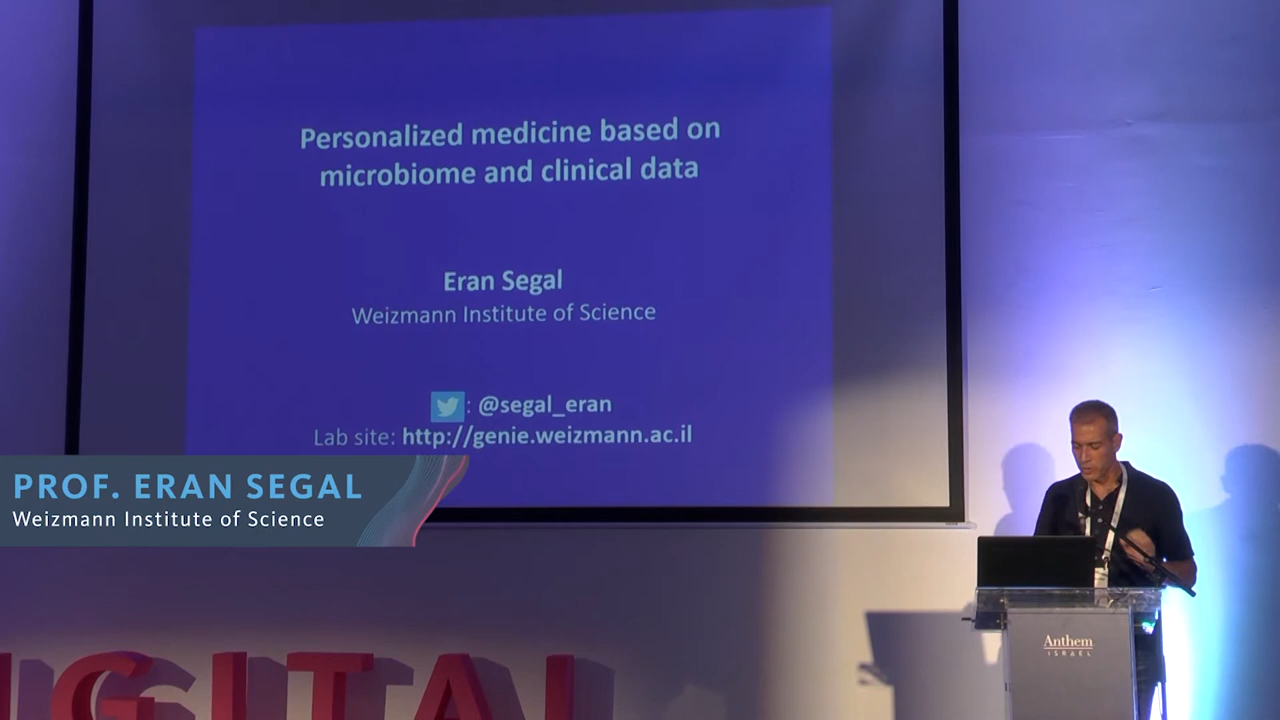 Personalized medicine based on
microbiome and clinical data
Eran Segal
Weizmann Institute of Science
: @segal_eran
Lab site: http://genie.weizmann.ac.il
PROF. ERAN SEGAL
Weizmann Institute of Science
Anthem
ISRAEL
IGITAL